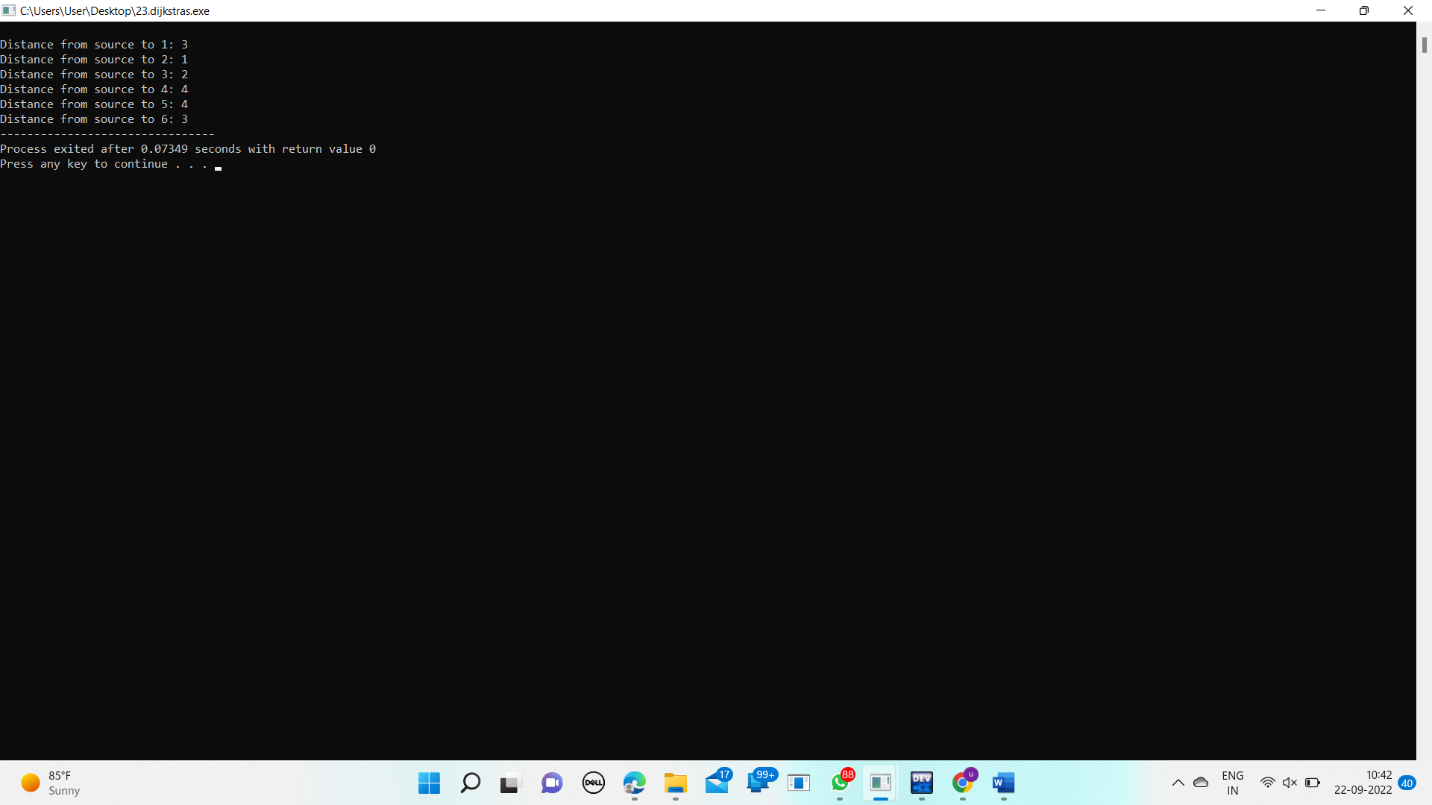 C:\Users\User\Desktop\23.dijkstras.exe
Distance from source to 1: 3
Distance from source to 2: 1
Distance from source to 3: 2
Distance from source to 4: 4
Distance from source to 5: 4
Distance from source to 6: 3
--------------------------------
Process exited after 0.07349 seconds with return value 0
Press any key to continue . . .
85°F
Sunny
DELL
17
99+
88
DEV
U
W
ENG
IN
10:42
22-09-2022
40